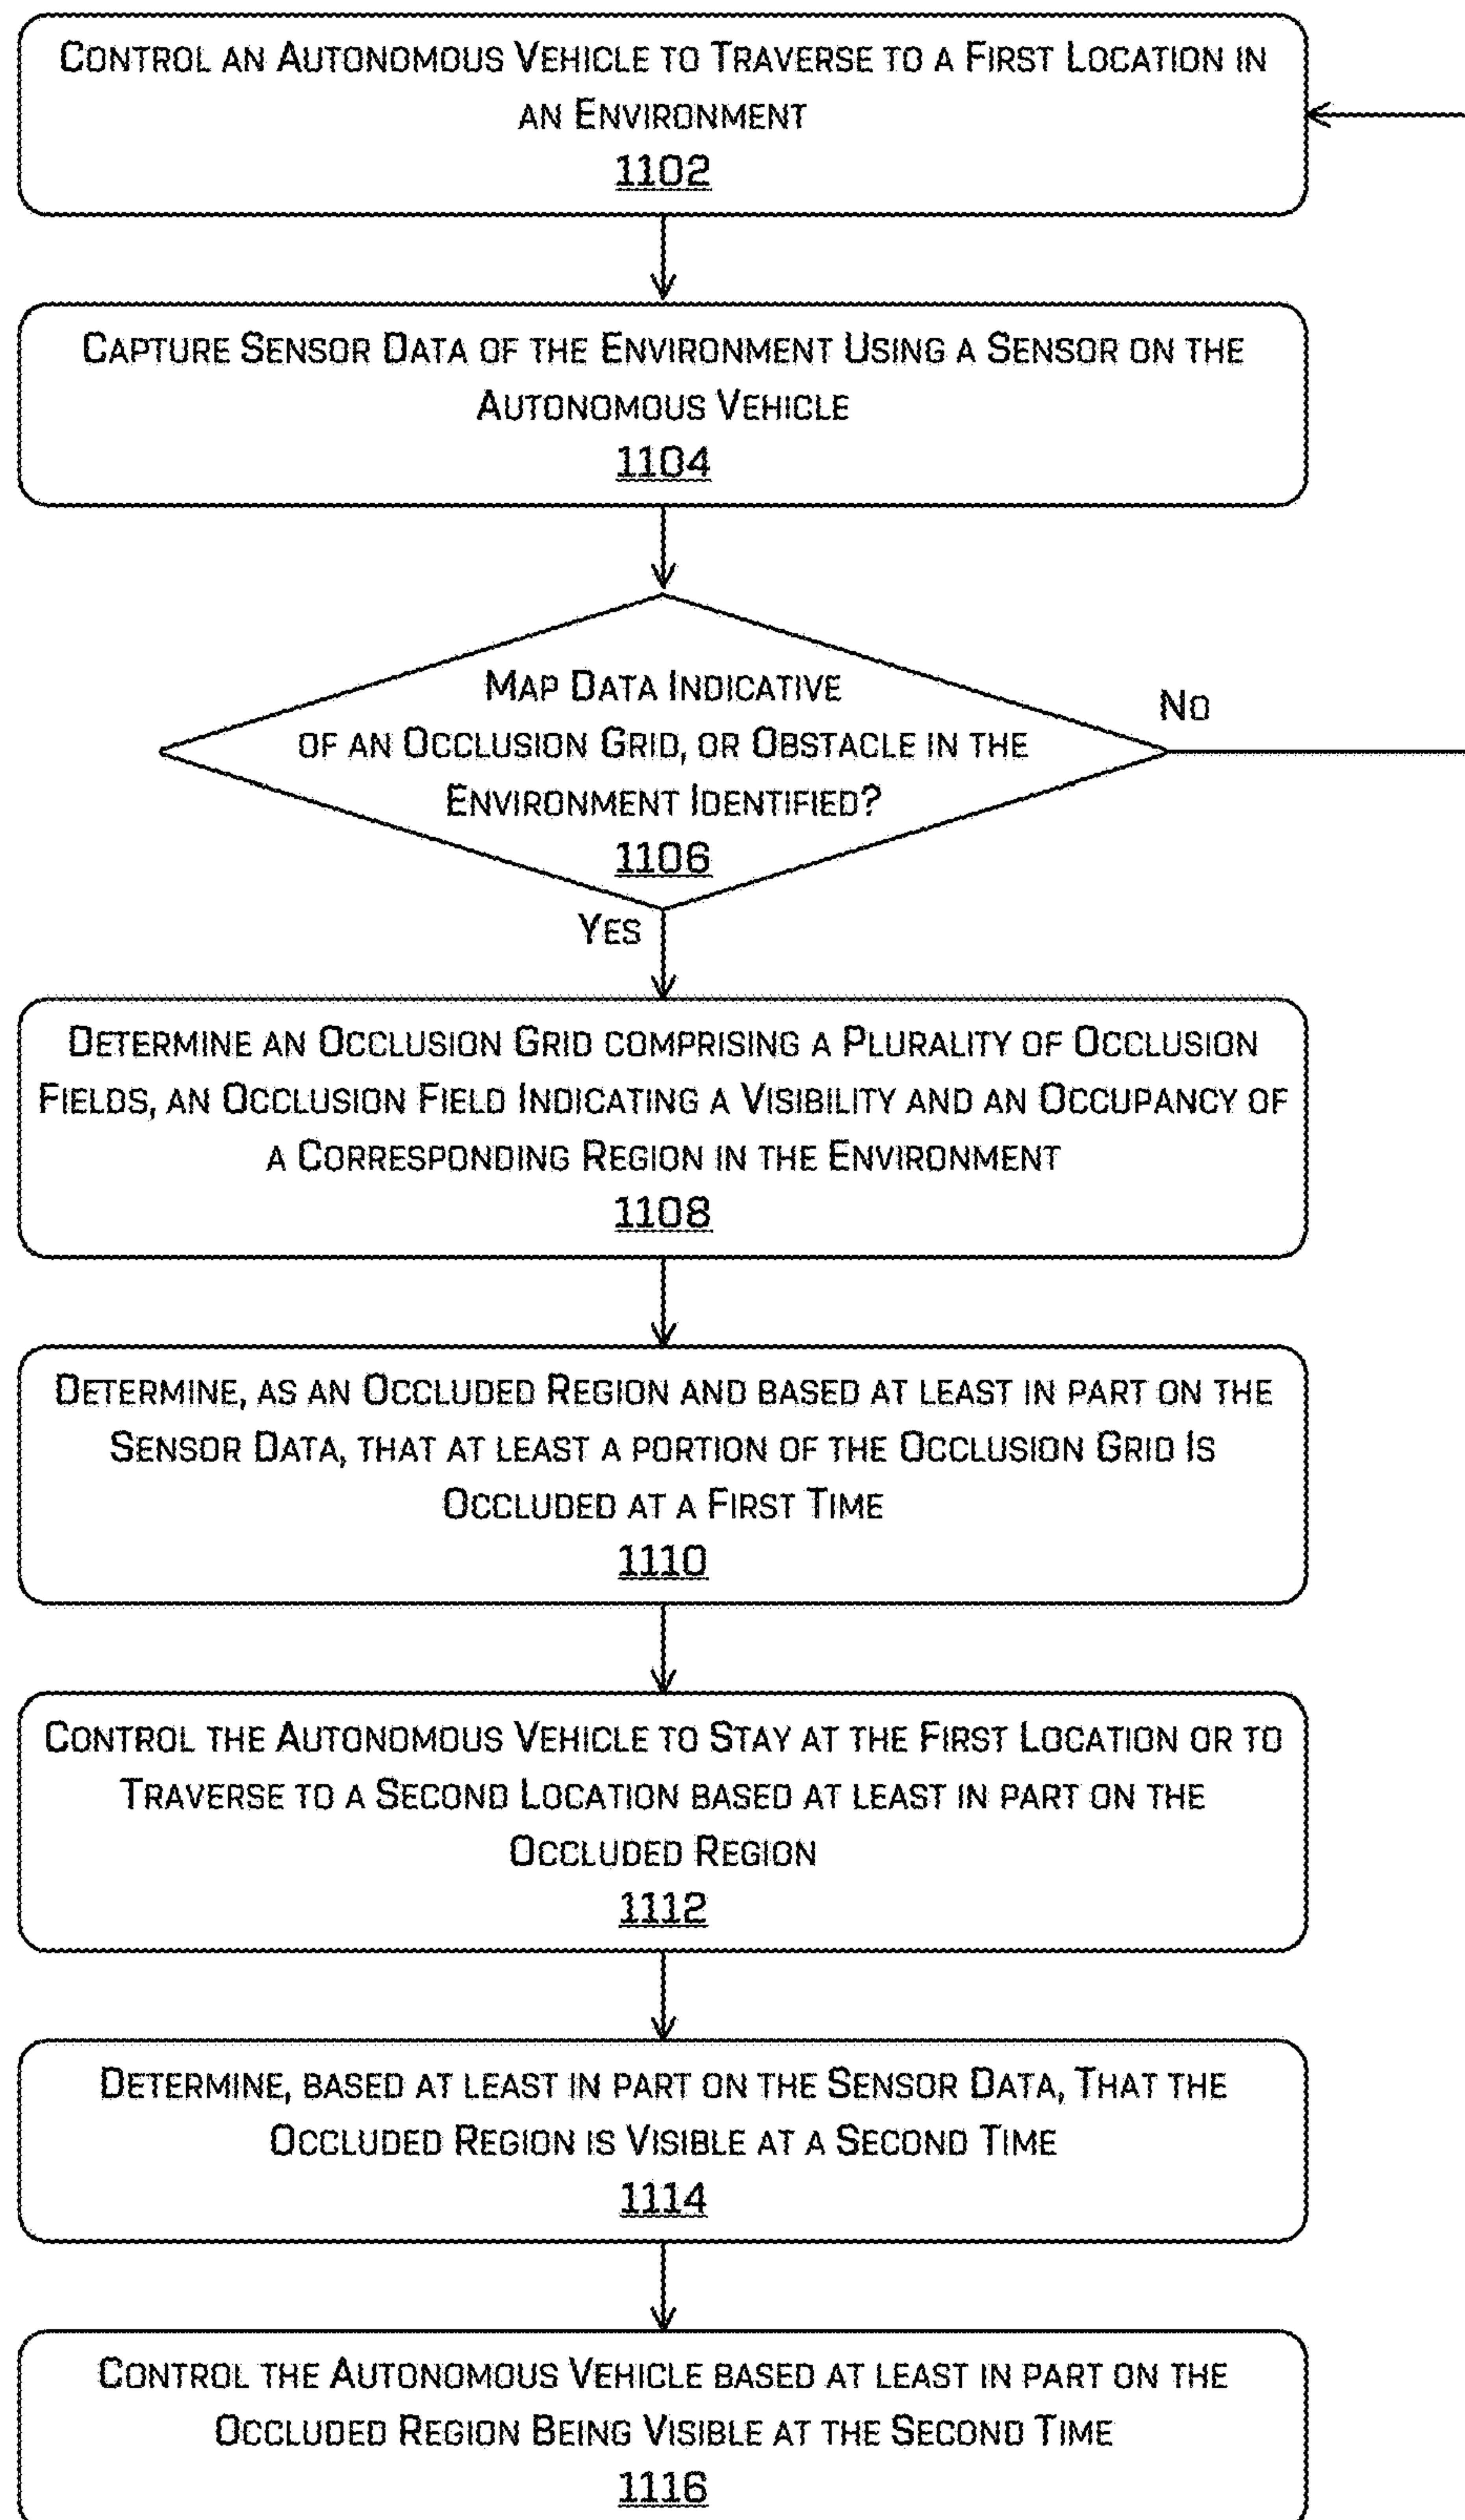 Control an Autonomous Vehicle to Traverse to a First Location in
an Environment
1102
Capture Sensor Data of the Environment Using a Sensor on the
Autonomous Vehicle
1104
Map Data Indicative
of an Occlusion Grid, or Obstacle in the
Environment Identified?
1106
No
Yes
Determine an Occlusion Grid comprising a Plurality of Occlusion
Fields, an Occlusion Field Indicating a Visibility and an Occupancy of
a Corresponding Region in the Environment
1108
Determine, as an Occluded Region and based at least in part on the
Sensor Data, that at least a portion of the Occlusion Grid Is
Occluded at a First Time
1110
Control the Autonomous Vehicle to Stay at the First Location or to
Traverse to a Second Location based at least in part on the
Occluded Region
1112
Determine, based at least in part on the Sensor Data, That the
Occluded Region is Visible at a Second Time
1114
Control the Autonomous Vehicle based at least in part on the
Occluded Region Being Visible at the Second Time
1116